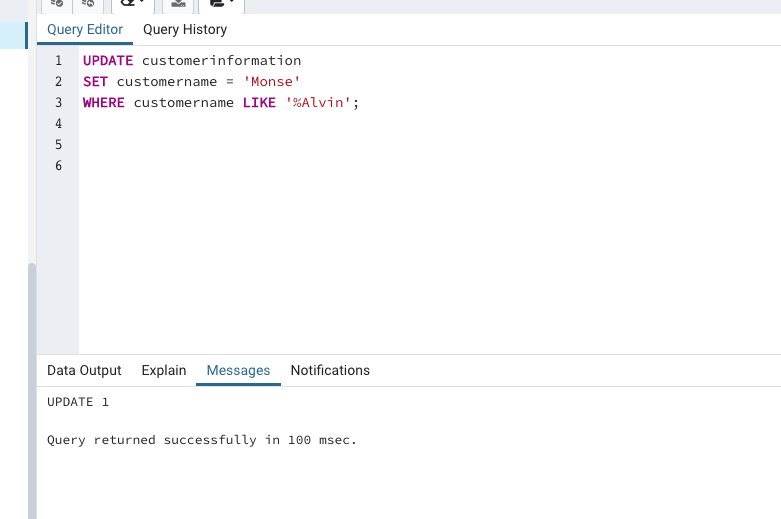 Query Editor Query History
1 UPDATE customerinformation
2 SET customername = 'Monse'
3 WHERE customername LIKE '%Alvin';
4
5
6
Data Output Explain Messages Notifications
UPDATE 1
Query returned successfully in 100 msec.